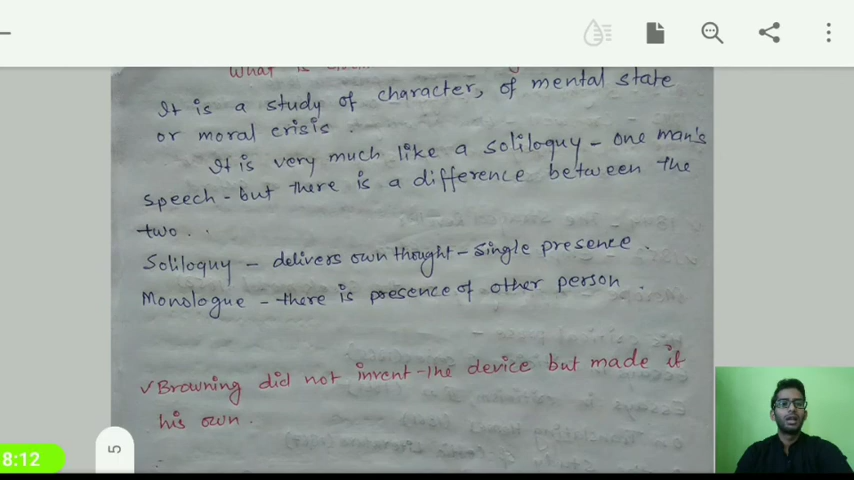 What is
It is a study of character, of mental state
or moral crisis.
It is very much like a soliloquy - one man's
speech - but there is a difference between the
two..
Soliloquy - delivers own thought - single presence.
Monologue - there is presence of other person.
✓ Browning did not invent the device but made it
his own.
5
8:12